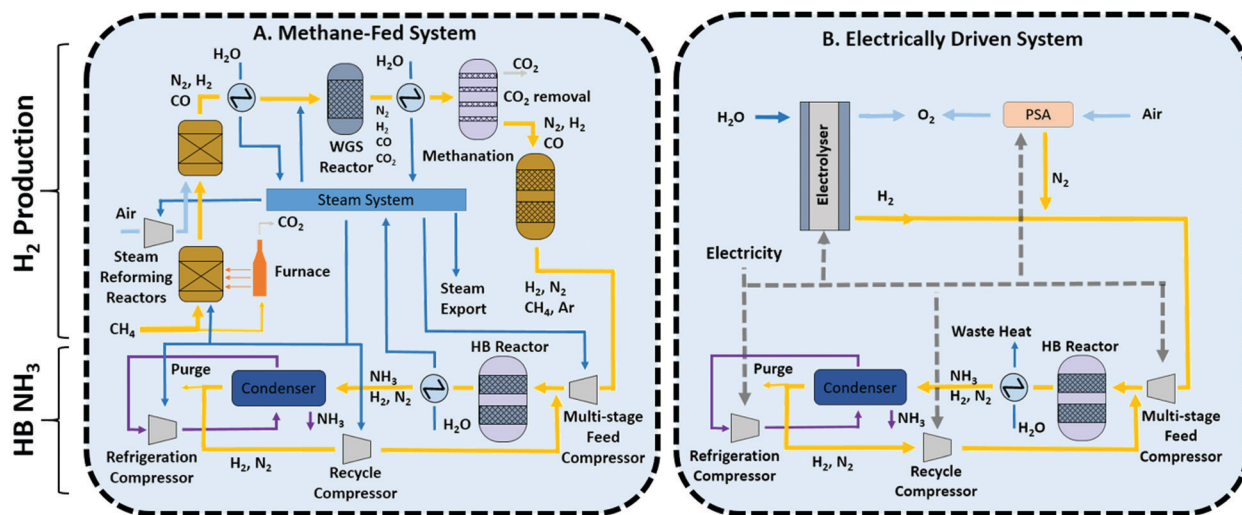 H₂ Production
HB NH₃
A. Methane-Fed System
H₂O
H₂O
N₂, H₂
CO
CO₂
CO₂ removal
N₂
H₂
CO
CO₂
N₂, H₂
CO
WGS
Reactor
Methanation
Steam System
Air
CO₂
Steam
Reforming
Reactors
Furnace
Steam
Export
H₂, N₂
CH₄, Ar
CH₄
HB Reactor
Purge
Condenser
NH₃
H₂, N₂
NH₃
H₂O
Multi-stage
Feed
Compressor
Refrigeration
Compressor
H₂, N₂
Recycle
Compressor
B. Electrically Driven System
H₂O
Electrolyser
O₂
PSA
Air
N₂
H₂
Electricity
Waste Heat
HB Reactor
Purge
Condenser
NH₃
H₂, N₂
NH₃
H₂O
Multi-stage
Feed
Compressor
Refrigeration
Compressor
H₂, N₂
Recycle
Compressor